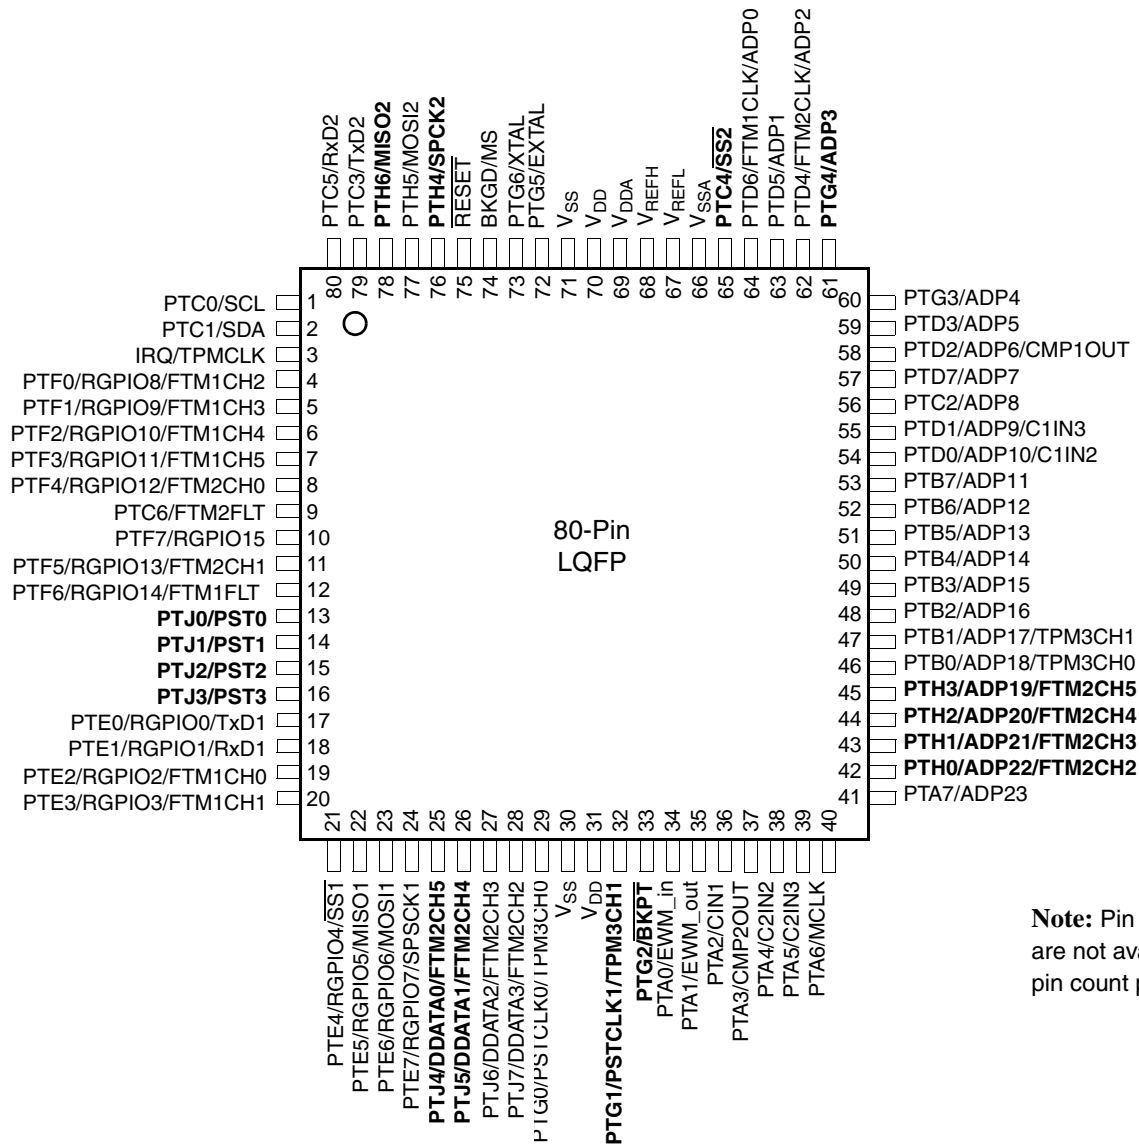 PTC5/RxD2
PTC3/TxD2
PTH6/MISO2
PTH5/MOSI2
PTH4/SPCK2
RESET
BKGD/MS
PTG6/XTAL
PTG5/EXTAL
VSS
VDD
VDDA
VREFH
VREFL
VSSA
PTC4/SS2
PTD6/FTM1CLK/ADP0
PTD5/ADP1
PTD4/FTM2CLK/ADP2
PTG4/ADP3
80 79 78 77 76 75 74 73 72 71 70 69 68 67 66 65 64 63 62 61
PTC0/SCL 1
PTC1/SDA 2
IRQ/TPMCLK 3
PTF0/RGPIO8/FTM1CH2 4
PTF1/RGPIO9/FTM1CH3 5
PTF2/RGPIO10/FTM1CH4 6
PTF3/RGPIO11/FTM1CH5 7
PTF4/RGPIO12/FTM2CH0 8
PTC6/FTM2FLT 9
PTF7/RGPIO15 10
PTF5/RGPIO13/FTM2CH1 11
PTF6/RGPIO14/FTM1FLT 12
PTJ0/PST0 13
PTJ1/PST1 14
PTJ2/PST2 15
PTJ3/PST3 16
PTE0/RGPIO0/TxD1 17
PTE1/RGPIO1/RxD1 18
PTE2/RGPIO2/FTM1CH0 19
PTE3/RGPIO3/FTM1CH1 20
80-Pin
LQFP
60 PTG3/ADP4
59 PTD3/ADP5
58 PTD2/ADP6/CMP1OUT
57 PTD7/ADP7
56 PTC2/ADP8
55 PTD1/ADP9/C1IN3
54 PTD0/ADP10/C1IN2
53 PTB7/ADP11
52 PTB6/ADP12
51 PTB5/ADP13
50 PTB4/ADP14
49 PTB3/ADP15
48 PTB2/ADP16
47 PTB1/ADP17/TPM3CH1
46 PTB0/ADP18/TPM3CH0
45 PTH3/ADP19/FTM2CH5
44 PTH2/ADP20/FTM2CH4
43 PTH1/ADP21/FTM2CH3
42 PTH0/ADP22/FTM2CH2
41 PTA7/ADP23
21 22 23 24 25 26 27 28 29 30 31 32 33 34 35 36 37 38 39 40
PTE4/RGPIO4/SS1
PTE5/RGPIO5/MISO1
PTE6/RGPIO6/MOSI1
PTE7/RGPIO7/SPSCK1
PTJ4/DDATA0/FTM2CH5
PTJ5/DDATA1/FTM2CH4
PTJ6/DDATA2/FTM2CH3
PTJ7/DDATA3/FTM2CH2
PTG0/PSTCLK0/TPM3CH0
VSS
VDD
PTG1/PSTCLK1/TPM3CH1
PTG2/BKPT
PTA0/EWM_in
PTA1/EWM_out
PTA2/CIN1
PTA3/CMP2OUT
PTA4/C2IN2
PTA5/C2IN3
PTA6/MCLK
Note: Pin
are not ava
pin count p